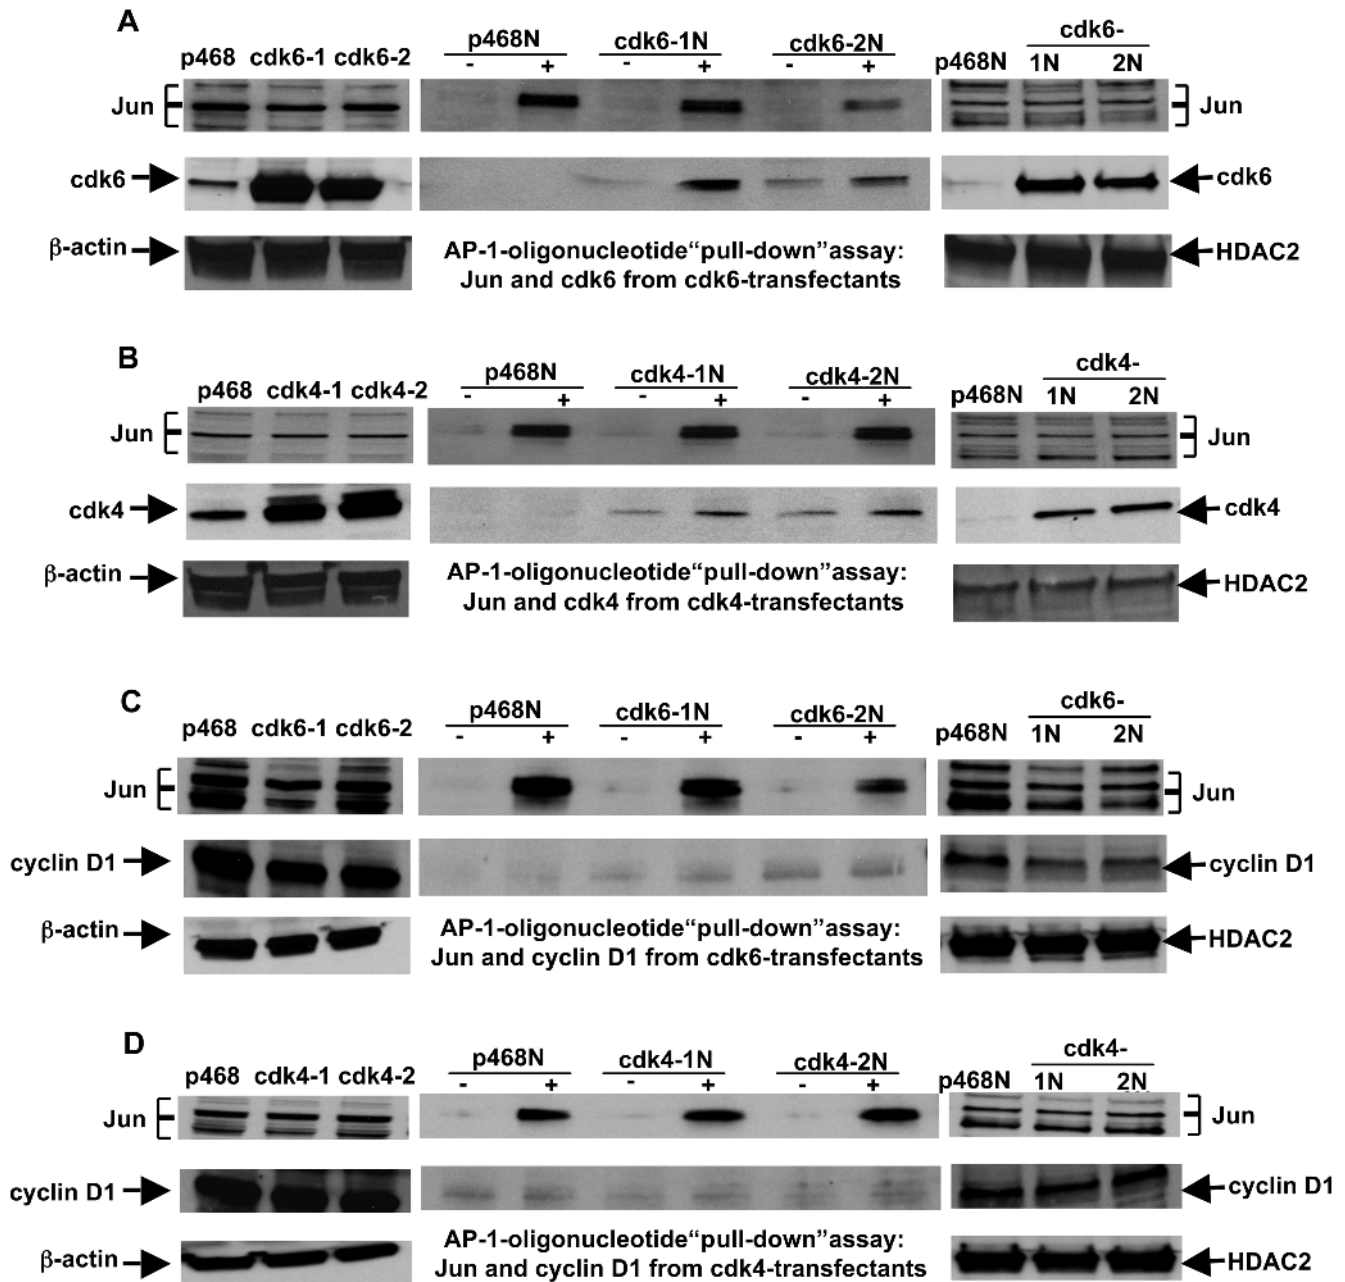 A
p468 cdk6-1 cdk6-2
p468N cdk6-1N cdk6-2N
- + - + - +
cdk6-
p468N 1N 2N
Jun
Jun
cdk6
cdk6
β-actin
AP-1-oligonucleotide“pull-down”assay:
Jun and cdk6 from cdk6-transfectants
HDAC2
B
p468 cdk4-1 cdk4-2
p468N cdk4-1N cdk4-2N
- + - + - +
cdk4-
p468N 1N 2N
Jun
Jun
cdk4
cdk4
β-actin
AP-1-oligonucleotide“pull-down”assay:
Jun and cdk4 from cdk4-transfectants
HDAC2
C
p468 cdk6-1 cdk6-2
p468N cdk6-1N cdk6-2N
- + - + - +
cdk6-
p468N 1N 2N
Jun
Jun
cyclin D1
cyclin D1
β-actin
AP-1-oligonucleotide“pull-down”assay:
Jun and cyclin D1 from cdk6-transfectants
HDAC2
D
p468 cdk4-1 cdk4-2
p468N cdk4-1N cdk4-2N
- + - + - +
cdk4-
p468N 1N 2N
Jun
Jun
cyclin D1
cyclin D1
β-actin
AP-1-oligonucleotide“pull-down”assay:
Jun and cyclin D1 from cdk4-transfectants
HDAC2